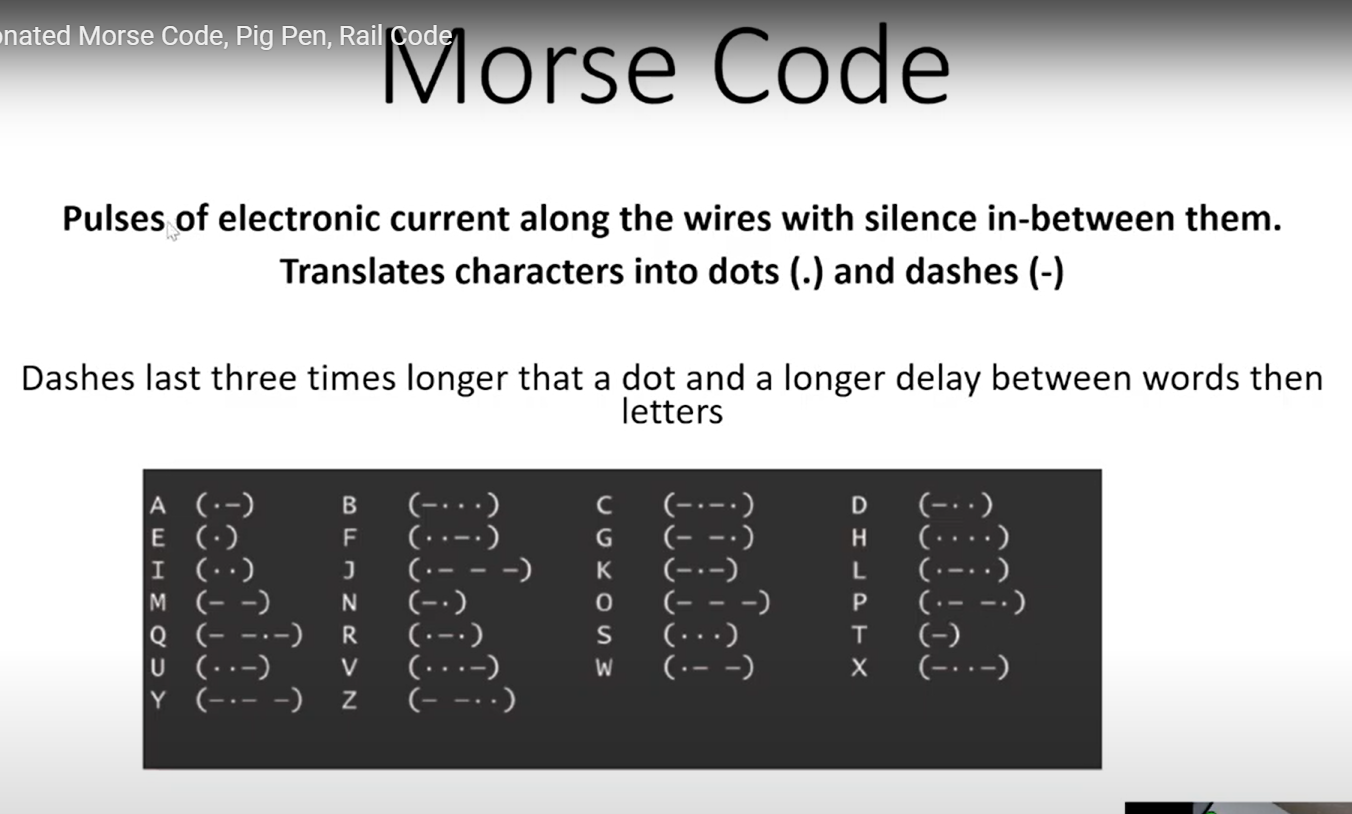 onated Morse Code, Pig Pen, Rail Code
Morse Code
Pulses of electronic current along the wires with silence in-between them.
Translates characters into dots (.) and dashes (-)
Dashes last three times longer that a dot and a longer delay between words then
letters
A (·–) B (–···) C (–·–·) D (–··)
E (·) F (··–·) G (– –·) H (····)
I (··) J (·– – –) K (–·–) L (·–··)
M (– –) N (–·) O (– – –) P (·– –·)
Q (– –·–) R (·–·) S (···) T (–)
U (··–) V (···–) W (·– –) X (–··–)
Y (–·– –) Z (– –··)